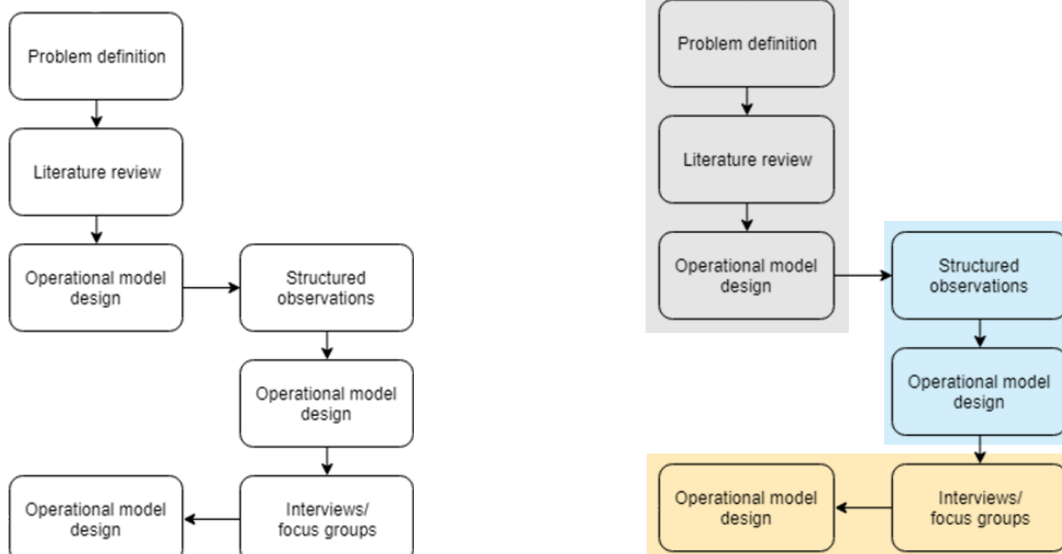 Problem definition
Literature review
Operational model
design
Structured
observations
Operational model
design
Operational model
design
Interviews/
focus groups
Problem definition
Literature review
Operational model
design
Structured
observations
Operational model
design
Operational model
design
Interviews/
focus groups